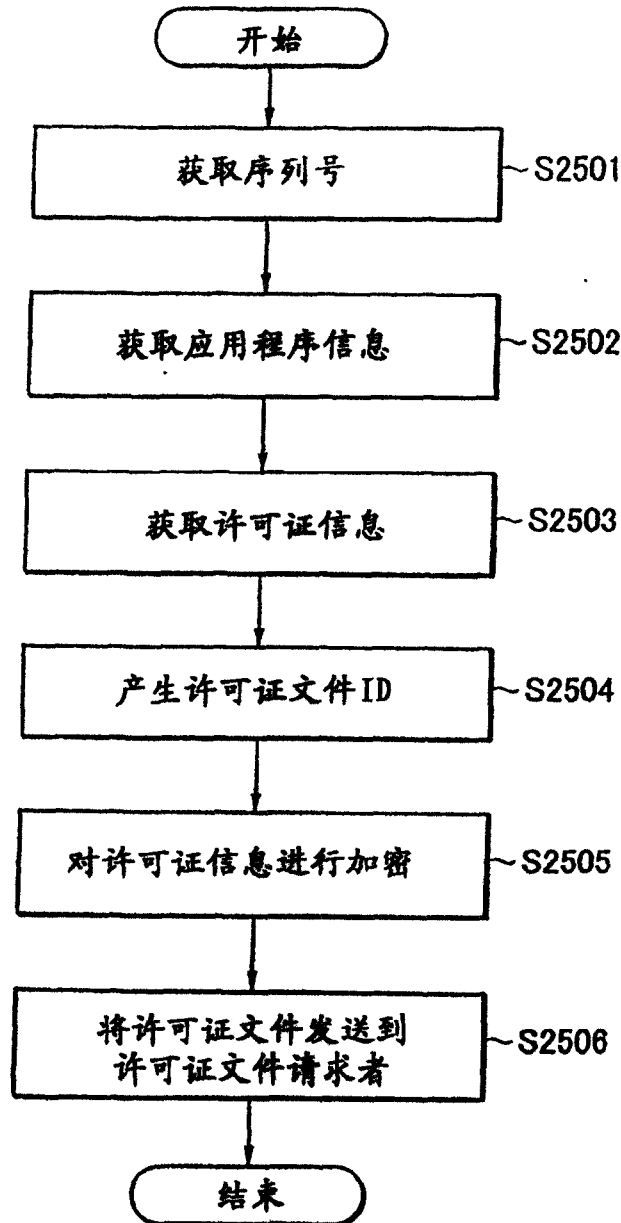 开始
获取序列号
S2501
获取应用程序信息
S2502
获取许可证信息
S2503
产生许可证文件ID
S2504
对许可证信息进行加密
S2505
将许可证文件发送到
许可证文件请求者
S2506
结束